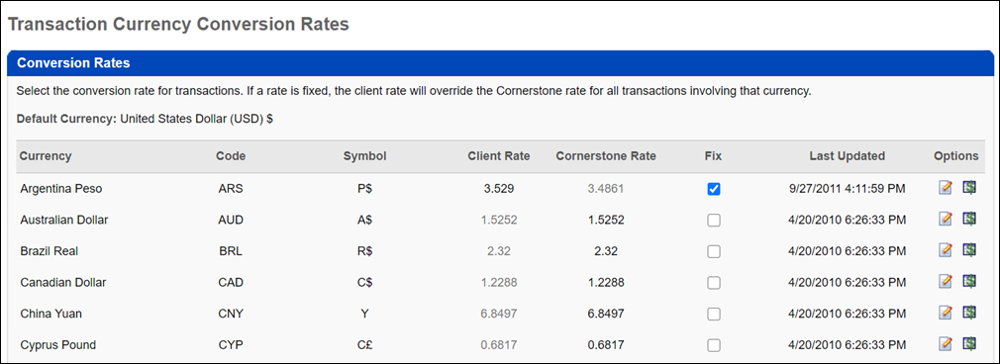 Transaction Currency Conversion Rates
Conversion Rates
Select the conversion rate for transactions. If a rate is fixed, the client rate will override the Cornerstone rate for all transactions involving that currency.
Default Currency: United States Dollar (USD) $
Currency Code Symbol Client Rate Cornerstone Rate Fix Last Updated Options
Argentina Peso ARS P$ 3.529 3.4861 9/27/2011 4:11:59 PM
Australian Dollar AUD A$ 1.5252 1.5252 4/20/2010 6:26:33 PM
Brazil Real BRL R$ 2.32 2.32 4/20/2010 6:26:33 PM
Canadian Dollar CAD C$ 1.2288 1.2288 4/20/2010 6:26:33 PM
China Yuan CNY Y 6.8497 6.8497 4/20/2010 6:26:33 PM
Cyprus Pound CYP C£ 0.6817 0.6817 4/20/2010 6:26:33 PM